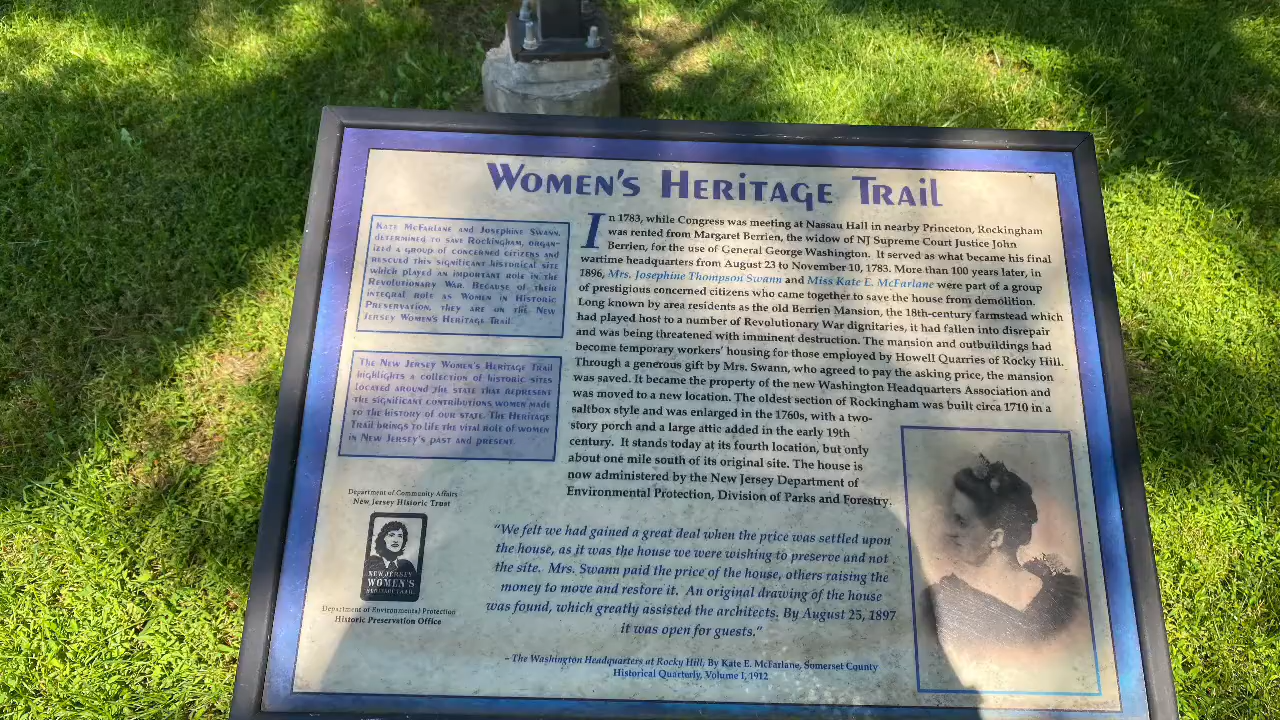 Women's Heritage Trail
Kate McFarlane and Josephine Swann,
determined to save Rockingham, organ-
ized a group of concerned citizens and
rescued this significant historical site
which played an important role in the
Revolutionary War. Because of their
integral role as Women in Historic
Preservation, they are on the New
Jersey Women's Heritage Trail.
The New Jersey Women's Heritage Trail
highlights a collection of historic sites
located around the state that represent
the significant contributions women made
to the history of our state. The Heritage
Trail brings to life the vital role of women
in New Jersey's past and present.
In 1783, while Congress was meeting at Nassau Hall in nearby Princeton, Rockingham
was rented from Margaret Berrien, the widow of NJ Supreme Court Justice John
Berrien, for the use of General George Washington. It served as what became his final
wartime headquarters from August 23 to November 10, 1783. More than 100 years later, in
1896, Mrs. Josephine Thompson Swann and Miss Kate E. McFarlane were part of a group
of prestigious concerned citizens who came together to save the house from demolition.
Long known by area residents as the old Berrien Mansion, the 18th-century farmstead which
had played host to a number of Revolutionary War dignitaries, it had fallen into disrepair
and was being threatened with imminent destruction. The mansion and outbuildings had
become temporary workers' housing for those employed by Howell Quarries of Rocky Hill.
Through a generous gift by Mrs. Swann, who agreed to pay the asking price, the mansion
was saved. It became the property of the new Washington Headquarters Association and
was moved to a new location. The oldest section of Rockingham was built circa 1710 in a
saltbox style and was enlarged in the 1760s, with a two-
story porch and a large attic added in the early 19th
century. It stands today at its fourth location, but only
about one mile south of its original site. The house is
now administered by the New Jersey Department of
Environmental Protection, Division of Parks and Forestry.
Department of Community Affairs
New Jersey Historic Trust
New Jersey
Women's
Heritage Trail
Department of Environmental Protection
Historic Preservation Office
"We felt we had gained a great deal when the price was settled upon
the house, as it was the house we were wishing to preserve and not
the site. Mrs. Swann paid the price of the house, others raising the
money to move and restore it. An original drawing of the house
was found, which greatly assisted the architects. By August 25, 1897
it was open for guests."
– The Washington Headquarters at Rocky Hill, By Kate E. McFarlane, Somerset County
Historical Quarterly, Volume I, 1912